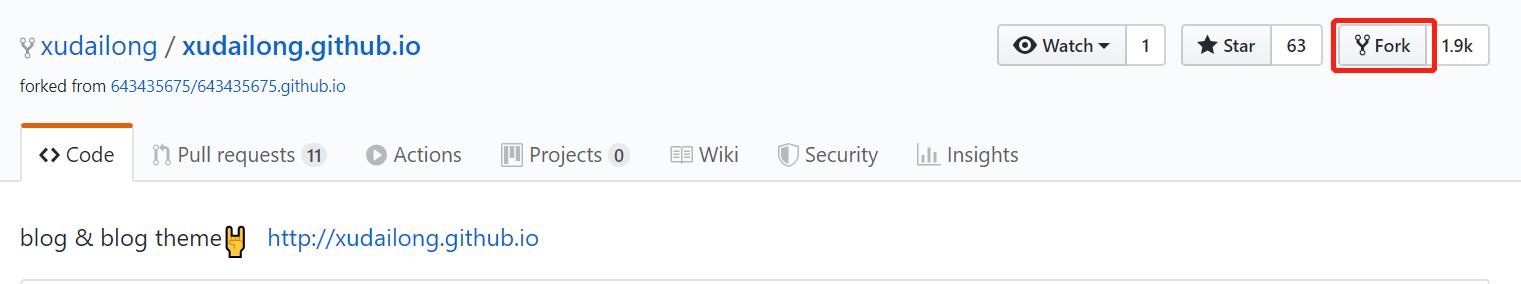 xudailong / xudailong.github.io Watch 1 Star 63 Fork 1.9k
forked from 643435675/643435675.github.io
Code Pull requests 11 Actions Projects 0 Wiki Security Insights
blog & blog theme🤘 http://xudailong.github.io